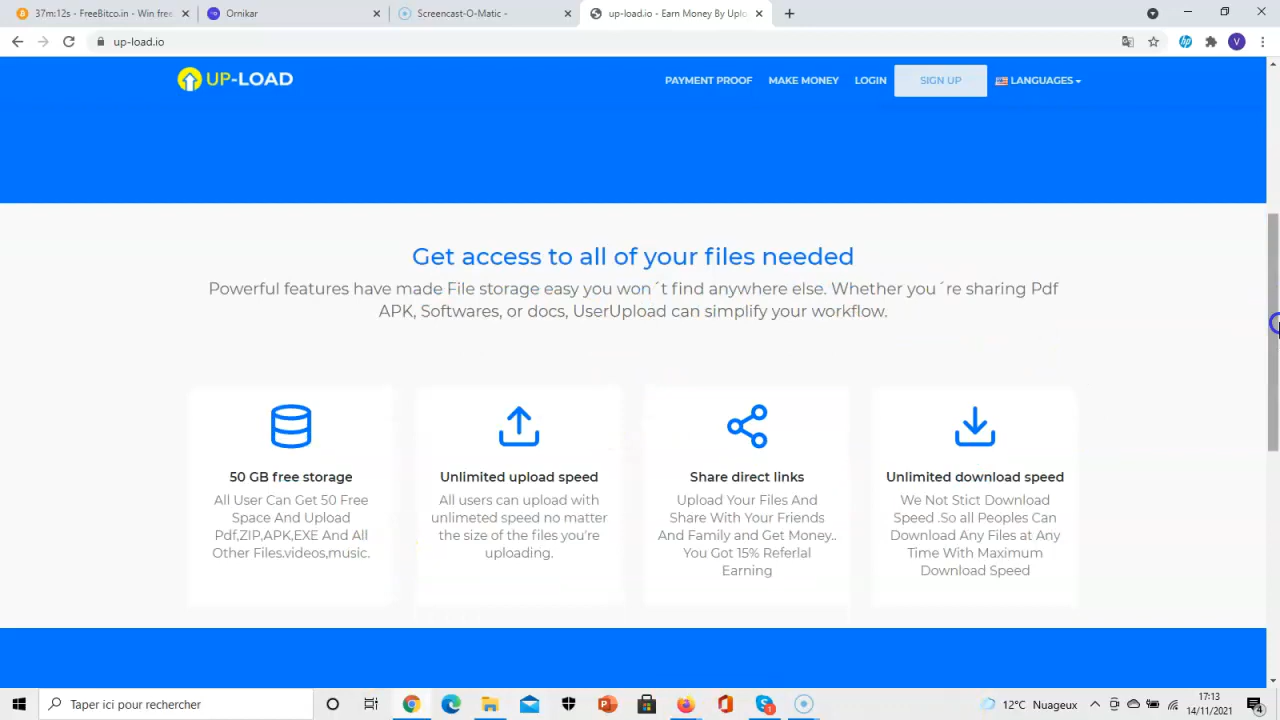 37m:12s - FreeBitco.in - Win free
Ornikar
Screencast-O-Matic -
up-load.io - Earn Money By Uplo
up-load.io
V
UP-LOAD
PAYMENT PROOF
MAKE MONEY
LOGIN
SIGN UP
LANGUAGES
Get access to all of your files needed
Powerful features have made File storage easy you won´t find anywhere else. Whether you´re sharing Pdf
APK, Softwares, or docs, UserUpload can simplify your workflow.
50 GB free storage
All User Can Get 50 Free
Space And Upload
Pdf,ZIP,APK,EXE And All
Other Files.videos,music.
Unlimited upload speed
All users can upload with
unlimeted speed no matter
the size of the files you're
uploading.
Share direct links
Upload Your Files And
Share With Your Friends
And Family and Get Money..
You Got 15% Referlal
Earning
Unlimited download speed
We Not Stict Download
Speed .So all Peoples Can
Download Any Files at Any
Time With Maximum
Download Speed
Taper ici pour rechercher
12°C Nuageux
17:13
14/11/2021
4